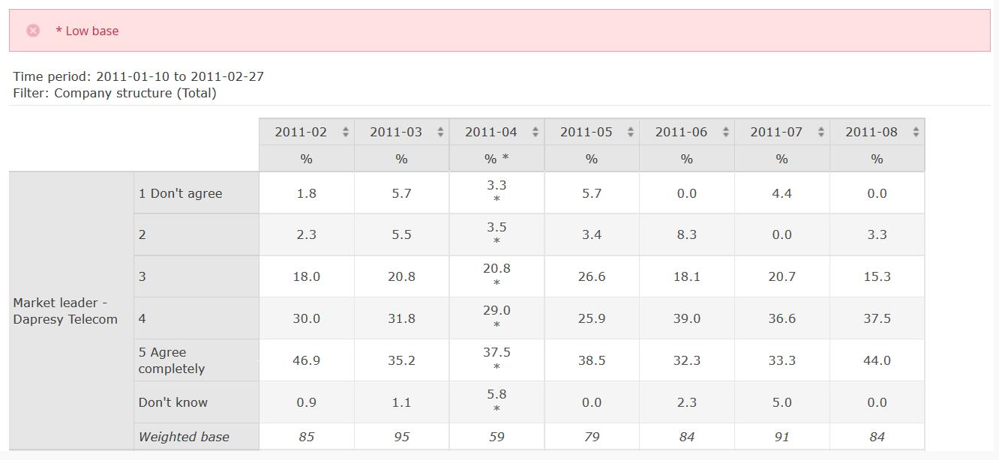 * Low base
Time period: 2011-01-10 to 2011-02-27
Filter: Company structure (Total)
2011-02 2011-03 2011-04 2011-05 2011-06 2011-07 2011-08
% % % * % % % %
Market leader -
Dapresy Telecom
1 Don't agree 1.8 5.7 3.3 * 5.7 0.0 4.4 0.0
2 2.3 5.5 3.5 * 3.4 8.3 0.0 3.3
3 18.0 20.8 20.8 * 26.6 18.1 20.7 15.3
4 30.0 31.8 29.0 * 25.9 39.0 36.6 37.5
5 Agree
completely 46.9 35.2 37.5 * 38.5 32.3 33.3 44.0
Don't know 0.9 1.1 5.8 * 0.0 2.3 5.0 0.0
Weighted base 85 95 59 79 84 91 84